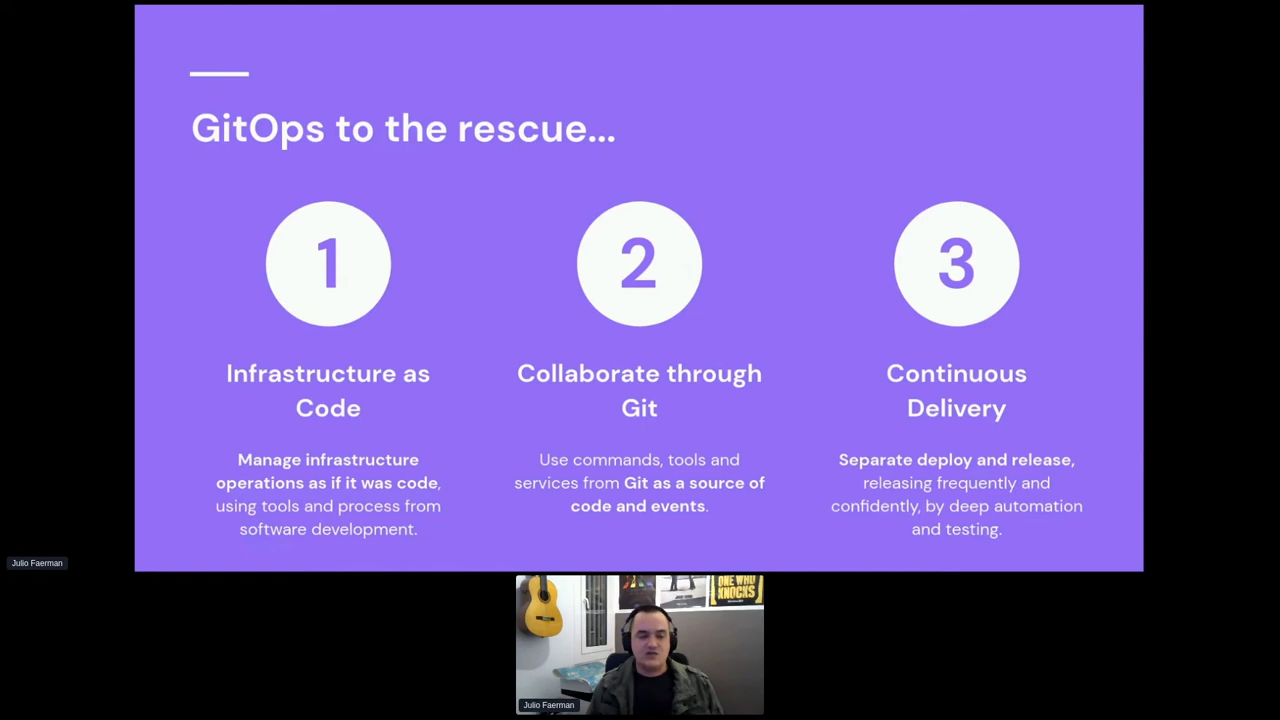 GitOps to the rescue...
1
2
3
Infrastructure as
Code
Manage infrastructure
operations as if it was code,
using tools and process from
software development.
Collaborate through
Git
Use commands, tools and
services from Git as a source of
code and events.
Continuous
Delivery
Separate deploy and release,
releasing frequently and
confidently, by deep automation
and testing.
Julio Faerman
ONE WHO
KNOCKS
Julio Faerman